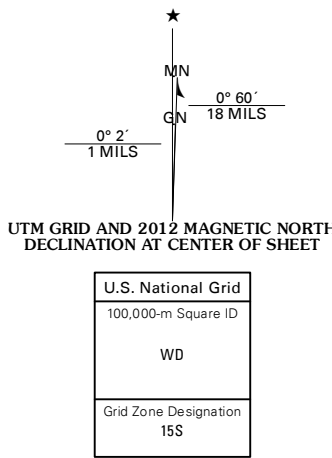 ★
MN
0° 60´
18 MILS
GN
0° 2´
1 MILS
UTM GRID AND 2012 MAGNETIC NORTH
DECLINATION AT CENTER OF SHEET
U.S. National Grid
100,000-m Square ID
WD
Grid Zone Designation
15S